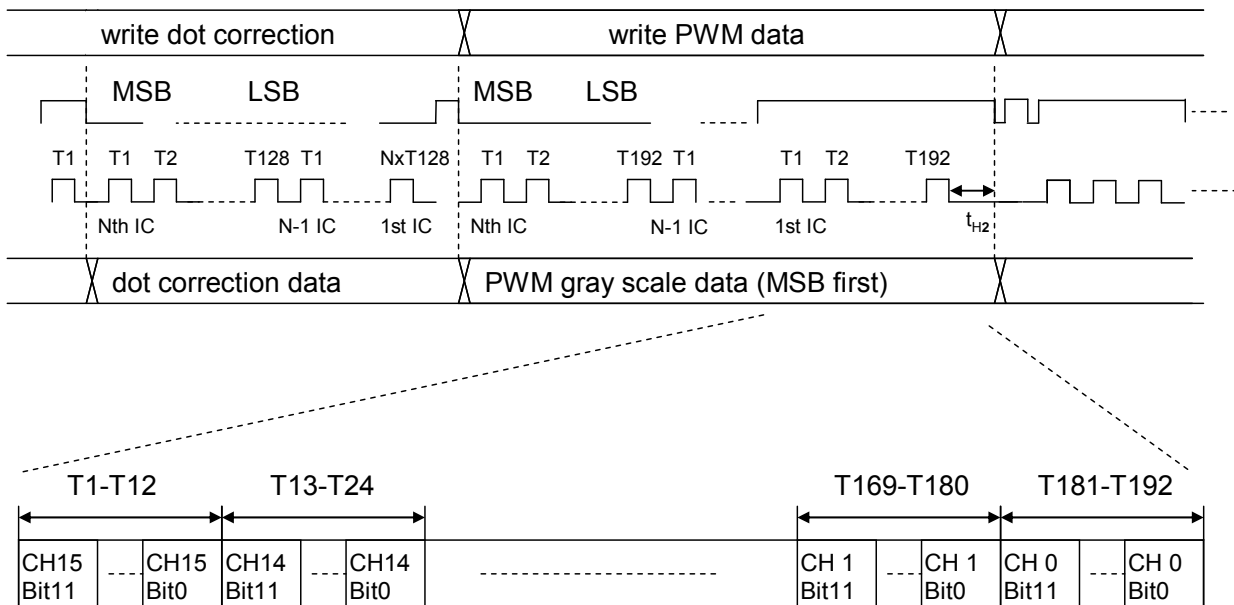 write dot correction write PWM data
MSB LSB MSB LSB
T1 T1 T2 T128 T1 NxT128 T1 T2 T192 T1 T1 T2 T192
Nth IC N-1 IC 1st IC Nth IC N-1 IC 1st IC tH2
dot correction data PWM gray scale data (MSB first)
T1-T12 T13-T24 T169-T180 T181-T192
CH15 CH15 CH14 CH14 CH 1 CH 1 CH 0 CH 0
Bit11 Bit0 Bit11 Bit0 Bit11 Bit0 Bit11 Bit0